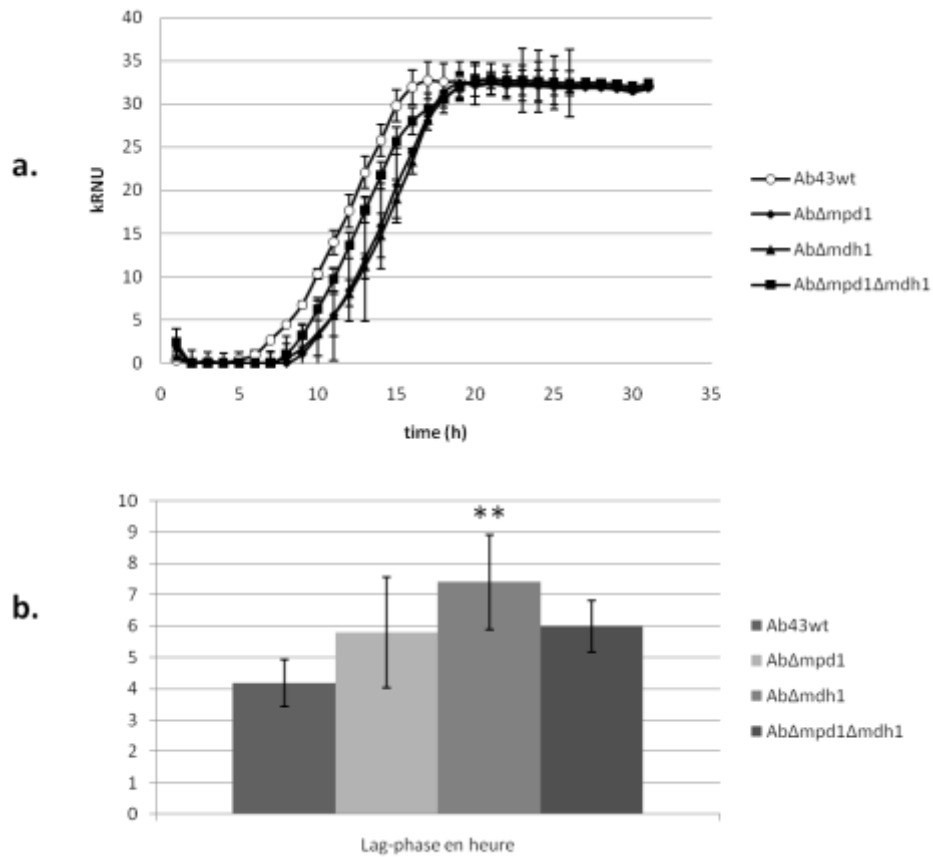 a.
kRNU
40
35
30
25
20
15
10
5
0
0 5 10 15 20 25 30 35
time (h)
Ab43wt
AbΔmpd1
AbΔmdh1
AbΔmpd1Δmdh1
b.
10
9
8
7
6
5
4
3
2
1
0
**
Lag-phase en heure
Ab43wt
AbΔmpd1
AbΔmdh1
AbΔmpd1Δmdh1